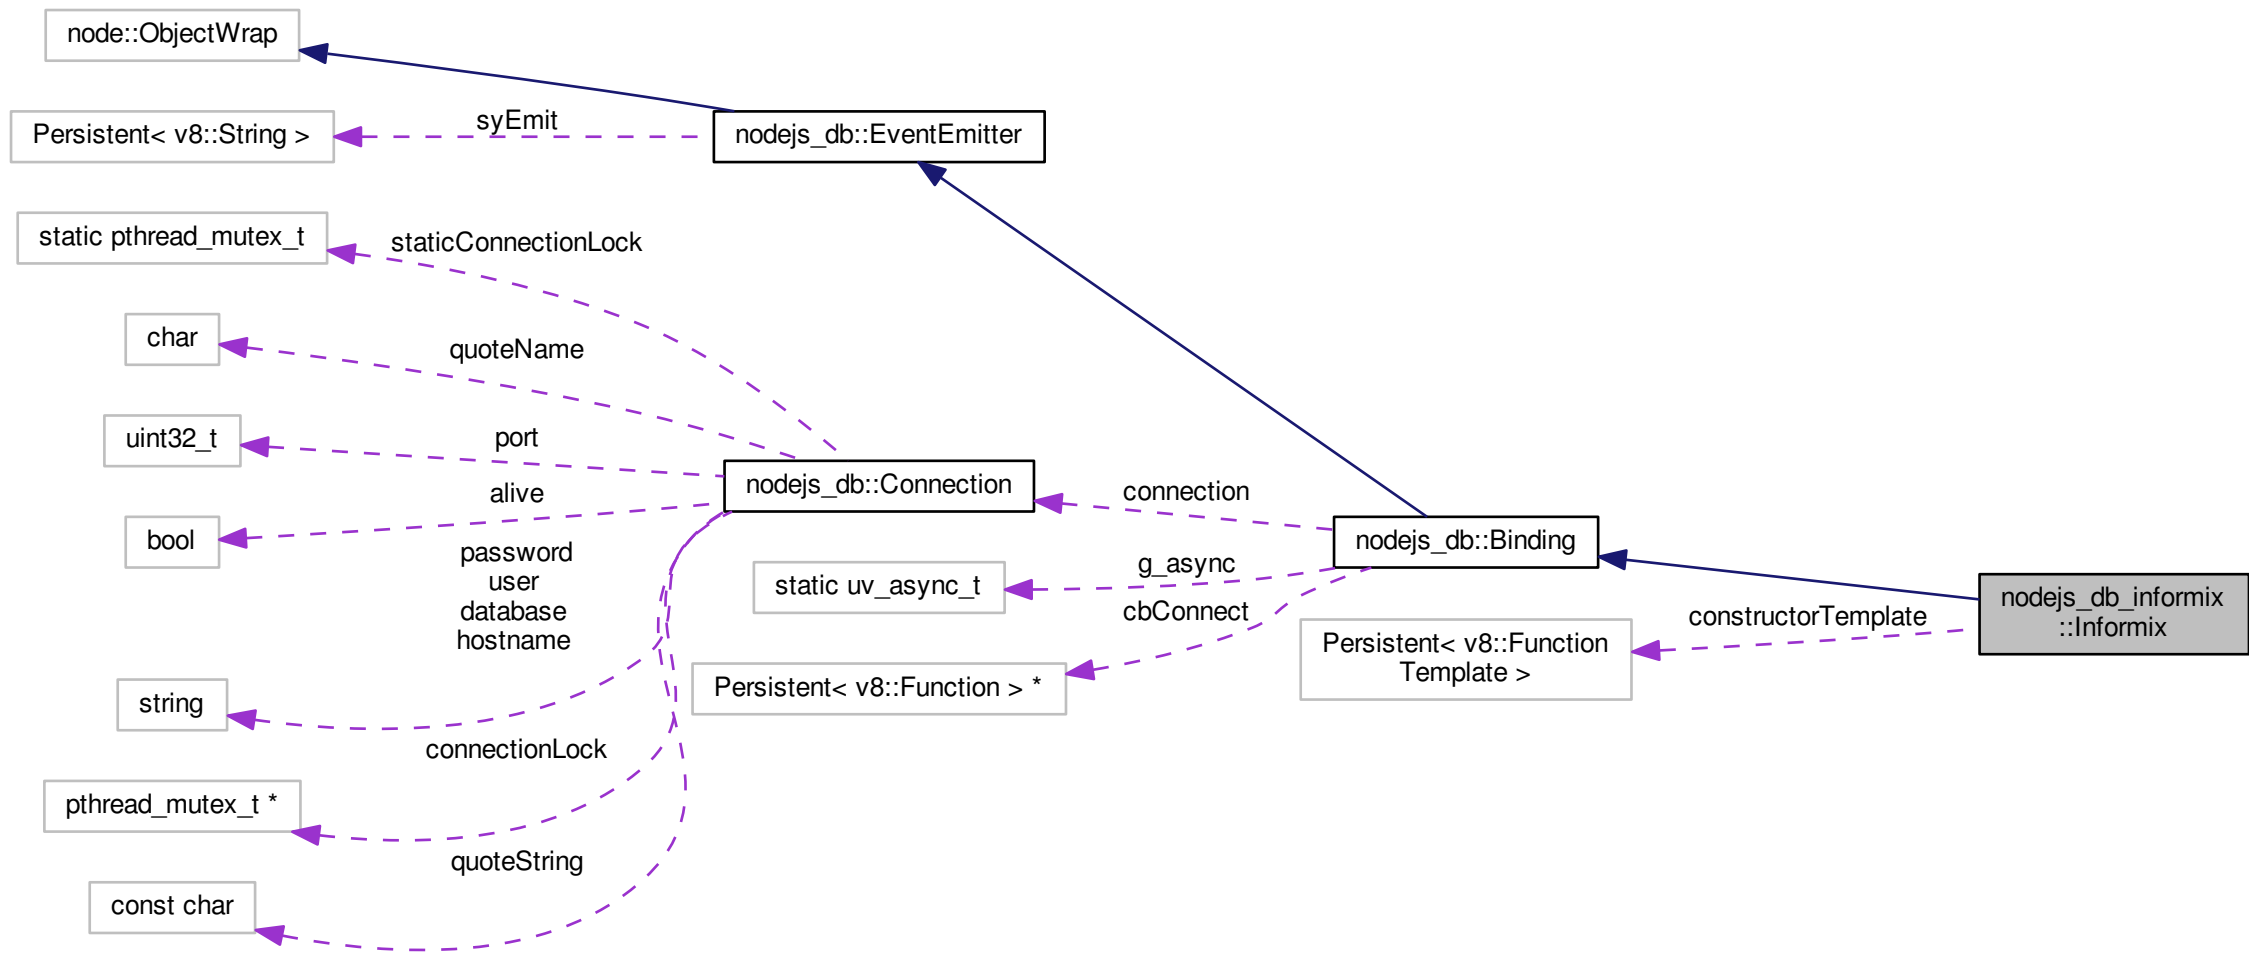 node::ObjectWrap
Persistent< v8::String >
syEmit
nodejs_db::EventEmitter
static pthread_mutex_t
staticConnectionLock
char
quoteName
uint32_t
port
alive
bool
password
user
database
hostname
nodejs_db::Connection
connection
nodejs_db::Binding
static uv_async_t
g_async
cbConnect
Persistent< v8::Function > *
Persistent< v8::Function
Template >
constructorTemplate
nodejs_db_informix
::Informix
string
connectionLock
pthread_mutex_t *
quoteString
const char